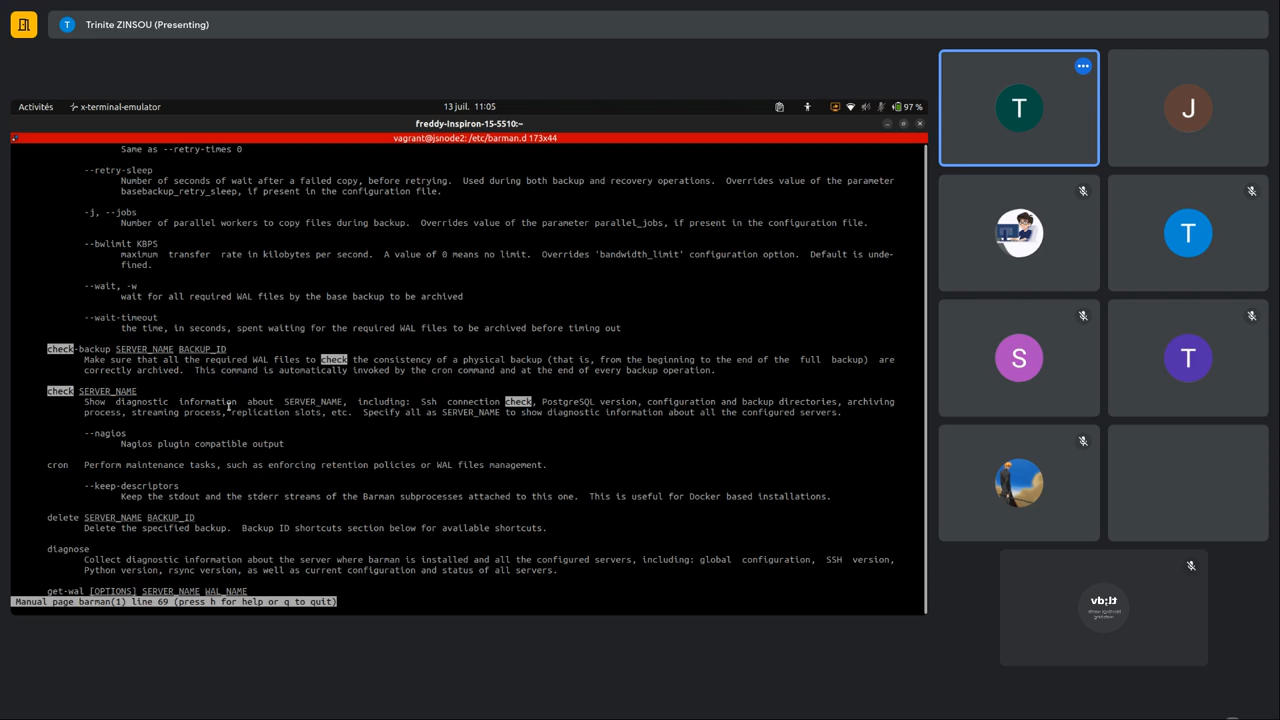 T Trinite ZINSOU (Presenting)
Activités x-terminal-emulator 13 juil. 11:05 97 %
freddy-Inspiron-15-5510:~
vagrant@jsnode2: /etc/barman.d 173x44
Same as --retry-times 0
--retry-sleep
Number of seconds of wait after a failed copy, before retrying. Used during both backup and recovery operations. Overrides value of the parameter
basebackup_retry_sleep, if present in the configuration file.
-j, --jobs
Number of parallel workers to copy files during backup. Overrides value of the parameter parallel_jobs, if present in the configuration file.
--bwlimit KBPS
maximum transfer rate in kilobytes per second. A value of 0 means no limit. Overrides 'bandwidth_limit' configuration option. Default is unde-
fined.
--wait, -w
wait for all required WAL files by the base backup to be archived
--wait-timeout
the time, in seconds, spent waiting for the required WAL files to be archived before timing out
check-backup SERVER_NAME BACKUP_ID
Make sure that all the required WAL files to check the consistency of a physical backup (that is, from the beginning to the end of the full backup) are
correctly archived. This command is automatically invoked by the cron command and at the end of every backup operation.
check SERVER_NAME
Show diagnostic information about SERVER_NAME, including: Ssh connection check, PostgreSQL version, configuration and backup directories, archiving
process, streaming process, replication slots, etc. Specify all as SERVER_NAME to show diagnostic information about all the configured servers.
--nagios
Nagios plugin compatible output
cron Perform maintenance tasks, such as enforcing retention policies or WAL files management.
--keep-descriptors
Keep the stdout and the stderr streams of the Barman subprocesses attached to this one. This is useful for Docker based installations.
delete SERVER_NAME BACKUP_ID
Delete the specified backup. Backup ID shortcuts section below for available shortcuts.
diagnose
Collect diagnostic information about the server where barman is installed and all the configured servers, including: global configuration, SSH version,
Python version, rsync version, as well as current configuration and status of all servers.
get-wal [OPTIONS] SERVER_NAME WAL_NAME
Manual page barman(1) line 69 (press h for help or q to quit)
T
J
T
S
T